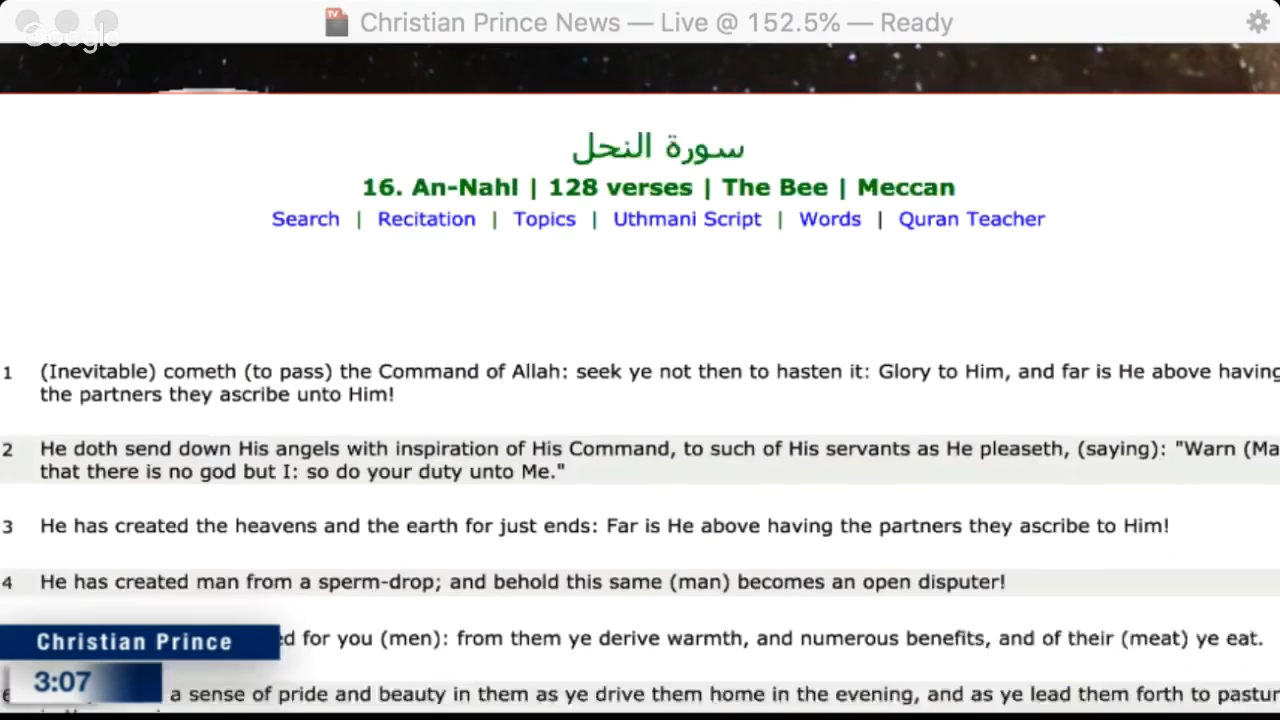 Christian Prince News — Live @ 152.5% — Ready
Google
سورة النحل
16. An-Nahl | 128 verses | The Bee | Meccan
Search | Recitation | Topics | Uthmani Script | Words | Quran Teacher
1 (Inevitable) cometh (to pass) the Command of Allah: seek ye not then to hasten it: Glory to Him, and far is He above having
the partners they ascribe unto Him!
2 He doth send down His angels with inspiration of His Command, to such of His servants as He pleaseth, (saying): "Warn (Ma
that there is no god but I: so do your duty unto Me."
3 He has created the heavens and the earth for just ends: Far is He above having the partners they ascribe to Him!
4 He has created man from a sperm-drop; and behold this same (man) becomes an open disputer!
for you (men): from them ye derive warmth, and numerous benefits, and of their (meat) ye eat.
Christian Prince
a sense of pride and beauty in them as ye drive them home in the evening, and as ye lead them forth to pastur
3:07